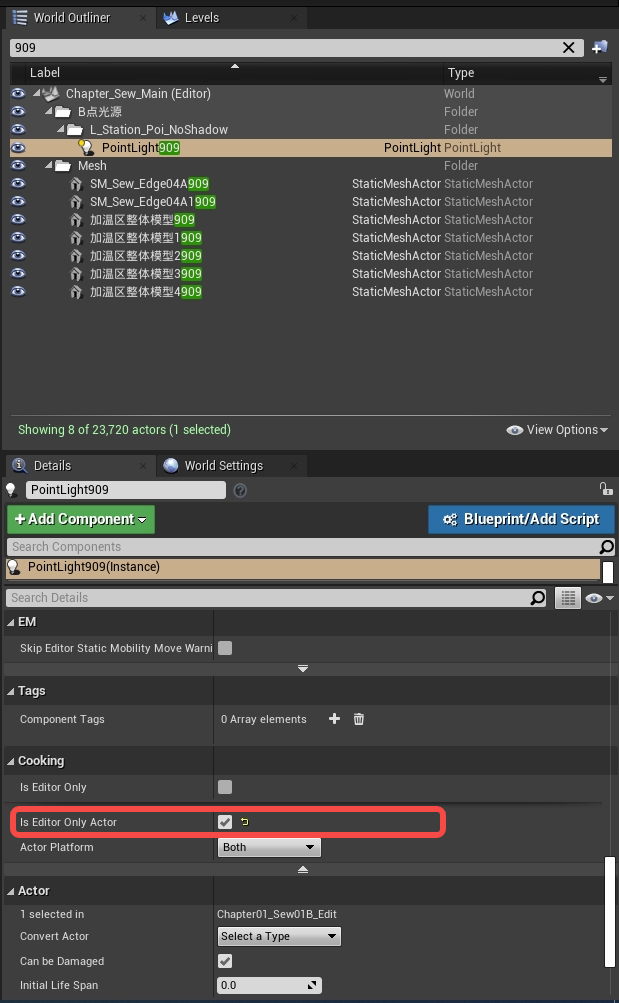 World Outliner
Levels
909
Label
Type
Chapter_Sew_Main (Editor)
World
B点光源
Folder
L_Station_Poi_NoShadow
Folder
PointLight909
PointLight
PointLight
Mesh
Folder
SM_Sew_Edge04A909
StaticMeshActor
StaticMeshActor
SM_Sew_Edge04A1909
StaticMeshActor
StaticMeshActor
加温区整体模型909
StaticMeshActor
StaticMeshActor
加温区整体模型1909
StaticMeshActor
StaticMeshActor
加温区整体模型2909
StaticMeshActor
StaticMeshActor
加温区整体模型3909
StaticMeshActor
StaticMeshActor
加温区整体模型4909
StaticMeshActor
StaticMeshActor
Showing 8 of 23,720 actors (1 selected)
View Options
Details
World Settings
PointLight909
Add Component
Blueprint/Add Script
Search Components
PointLight909(Instance)
Search Details
EM
Skip Editor Static Mobility Move Warni
Tags
Component Tags
0 Array elements
Cooking
Is Editor Only
Is Editor Only Actor
Actor Platform
Both
Actor
1 selected in
Chapter01_Sew01B_Edit
Convert Actor
Select a Type
Can be Damaged
Initial Life Span
0.0